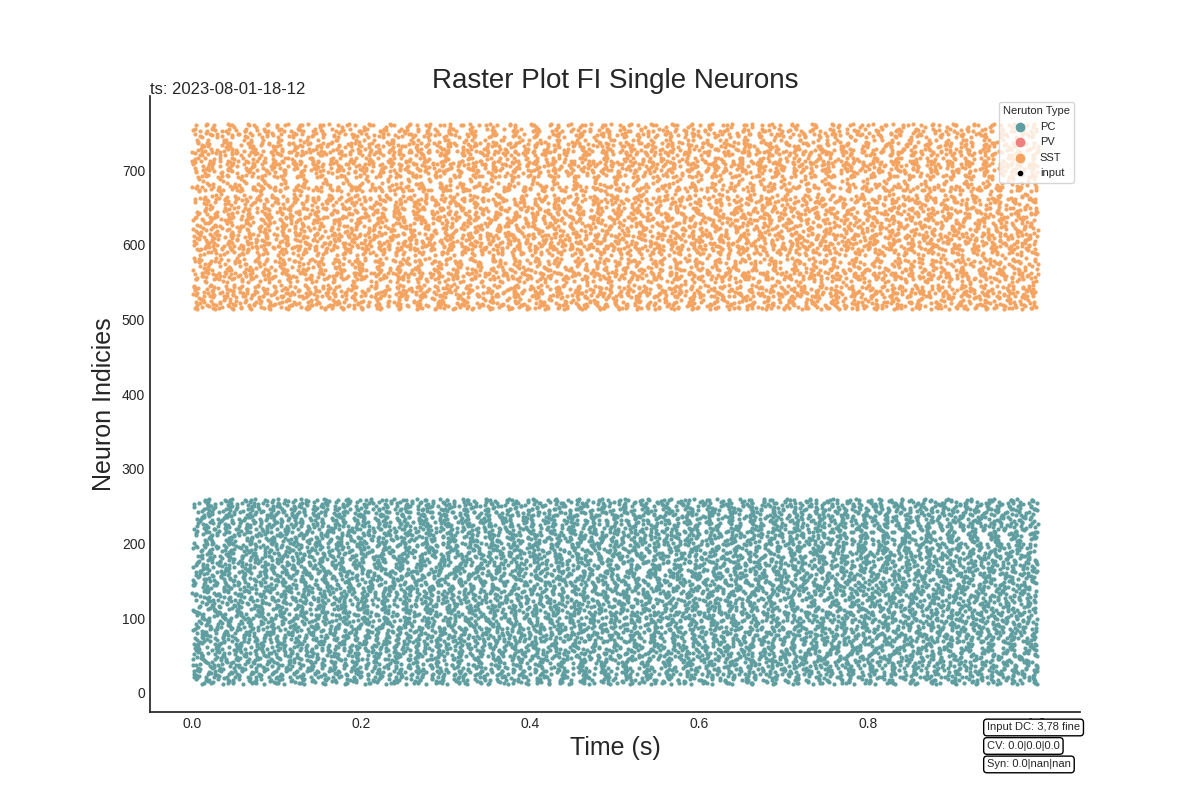 Raster Plot FI Single Neurons
ts: 2023-08-01-18-12
Neruton Type
PC
PV
SST
input
700
600
500
400
300
200
100
0
Neuron Indicies
0.0 0.2 0.4 0.6 0.8
Time (s)
Input DC: 3,78 fine
CV: 0.0|0.0|0.0
Syn: 0.0|nan|nan